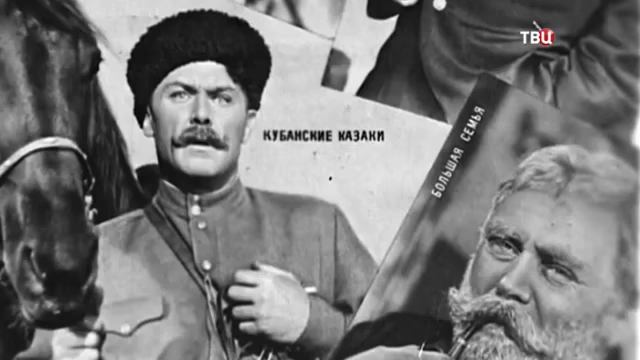 ТВЦ
КУБАНСКИЕ КАЗАКИ
БОЛЬШАЯ СЕМЬЯ